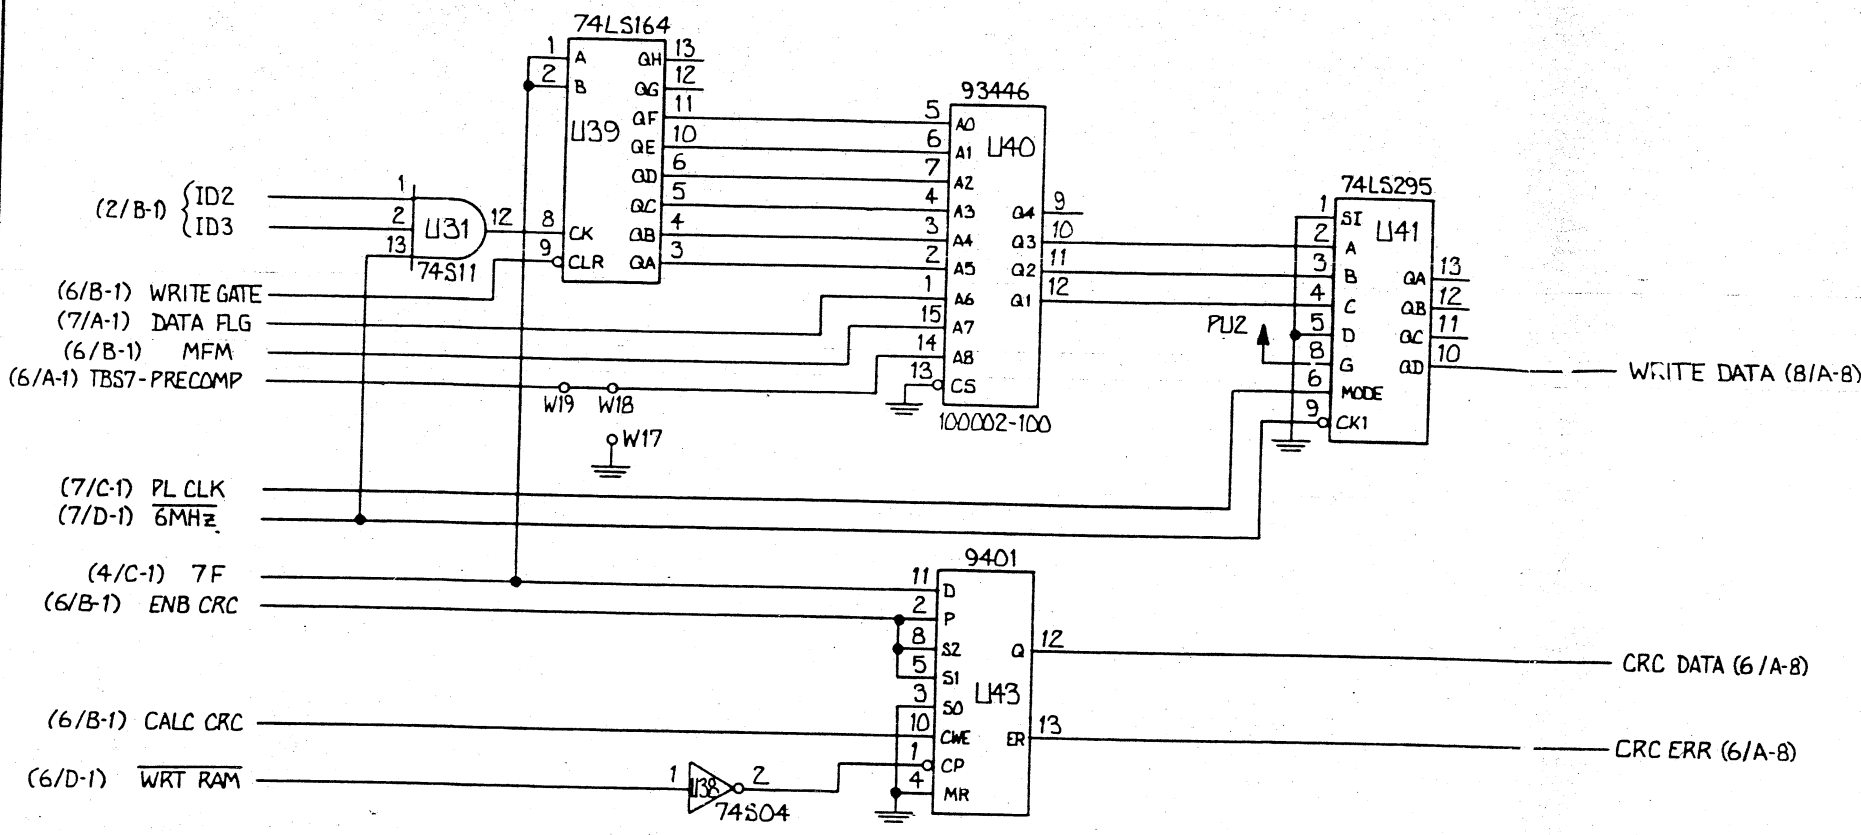 74LS164
1 A QH 13
2 B QG 12
QF 11
U39
QE 10
QD 6
QC 5
QB 4
QA 3
8 CK
9 CLR
93446
5 A0
6 A1
U40
7 A2
4 A3
3 A4
2 A5
1 A6
15 A7
14 A8
13 CS
Q4 9
Q3 10
Q2 11
Q1 12
100002-100
74LS295
1 SI
2 A
U41
3 B
4 C
5 D
8 G
6 MODE
9 CK1
QA 13
QB 12
QC 11
QD 10
PU2
WRITE DATA (8/A-8)
(2/B-1) { ID2
ID3
1
2
13
U31
12
74S11
(6/B-1) WRITE GATE
(7/A-1) DATA FLG
(6/B-1) MFM
(6/A-1) TBS7-PRECOMP
W19 W18
W17
(7/C-1) PL CLK
(7/D-1) 6MHz
(4/C-1) 7F
(6/B-1) ENB CRC
9401
11 D
2 P
8 S2
5 S1
3 S0
U43
10 CWE
1 CP
4 MR
Q 12
ER 13
CRC DATA (6/A-8)
CRC ERR (6/A-8)
(6/B-1) CALC CRC
(6/D-1) WRT RAM
1 U38 2
74S04